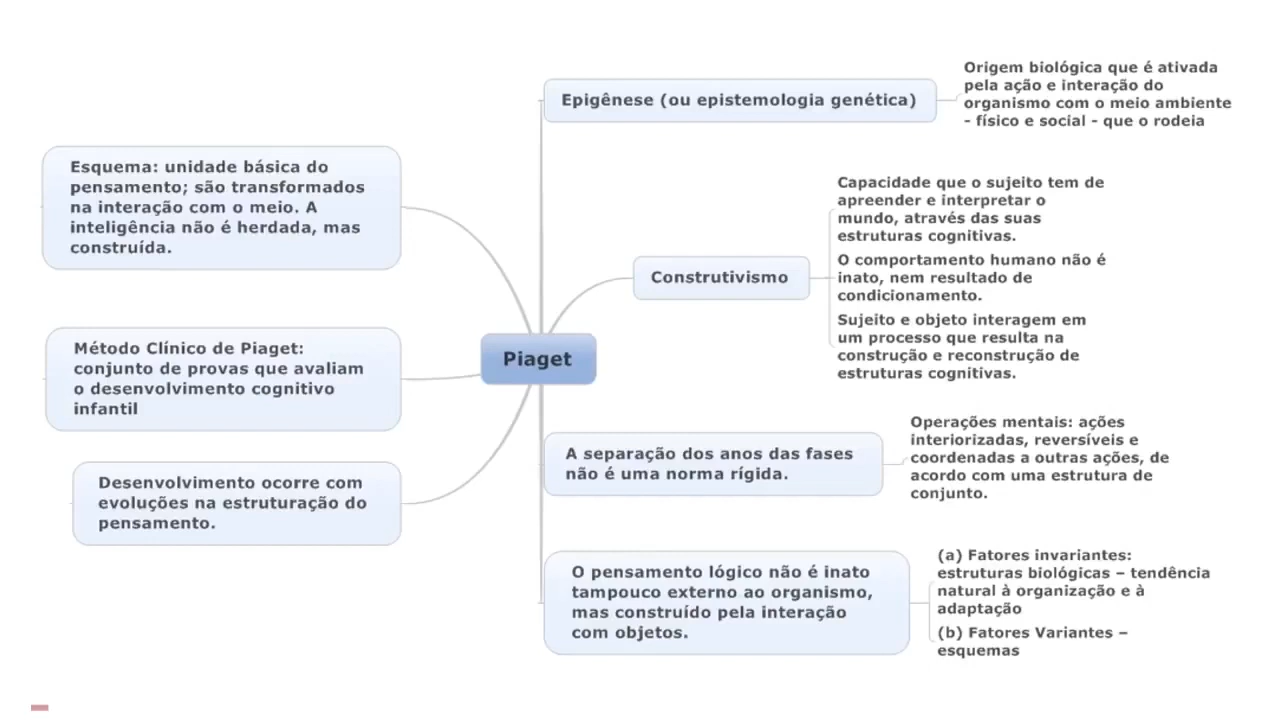 Piaget
Epigênese (ou epistemologia genética)
Origem biológica que é ativada
pela ação e interação do
organismo com o meio ambiente
- físico e social - que o rodeia
Construtivismo
Capacidade que o sujeito tem de
apreender e interpretar o
mundo, através das suas
estruturas cognitivas.
O comportamento humano não é
inato, nem resultado de
condicionamento.
Sujeito e objeto interagem em
um processo que resulta na
construção e reconstrução de
estruturas cognitivas.
A separação dos anos das fases
não é uma norma rígida.
Operações mentais: ações
interiorizadas, reversíveis e
coordenadas a outras ações, de
acordo com uma estrutura de
conjunto.
O pensamento lógico não é inato
tampouco externo ao organismo,
mas construído pela interação
com objetos.
(a) Fatores invariantes:
estruturas biológicas – tendência
natural à organização e à
adaptação
(b) Fatores Variantes –
esquemas
Esquema: unidade básica do
pensamento; são transformados
na interação com o meio. A
inteligência não é herdada, mas
construída.
Método Clínico de Piaget:
conjunto de provas que avaliam
o desenvolvimento cognitivo
infantil
Desenvolvimento ocorre com
evoluções na estruturação do
pensamento.